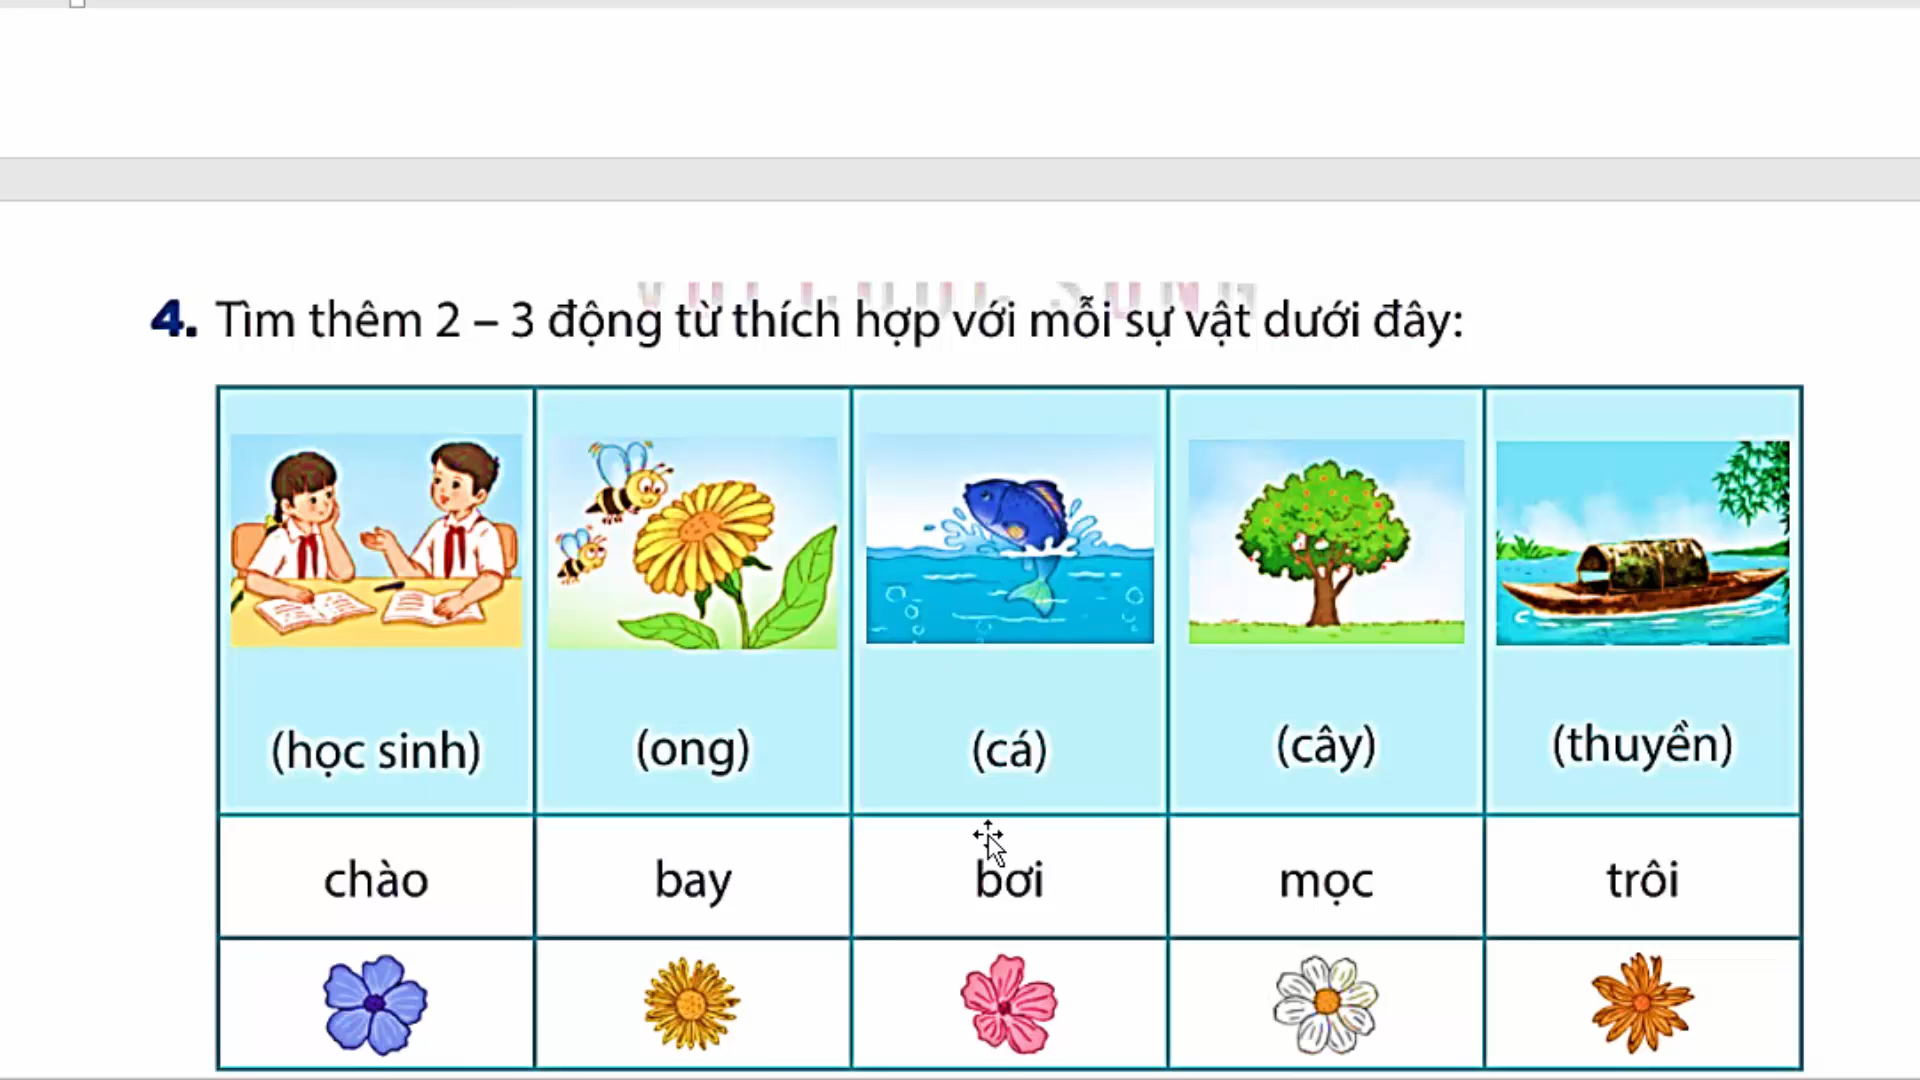 4. Tìm thêm 2 – 3 động từ thích hợp với mỗi sự vật dưới đây:
(học sinh) (ong) (cá) (cây) (thuyền)
chào bay bơi mọc trôi